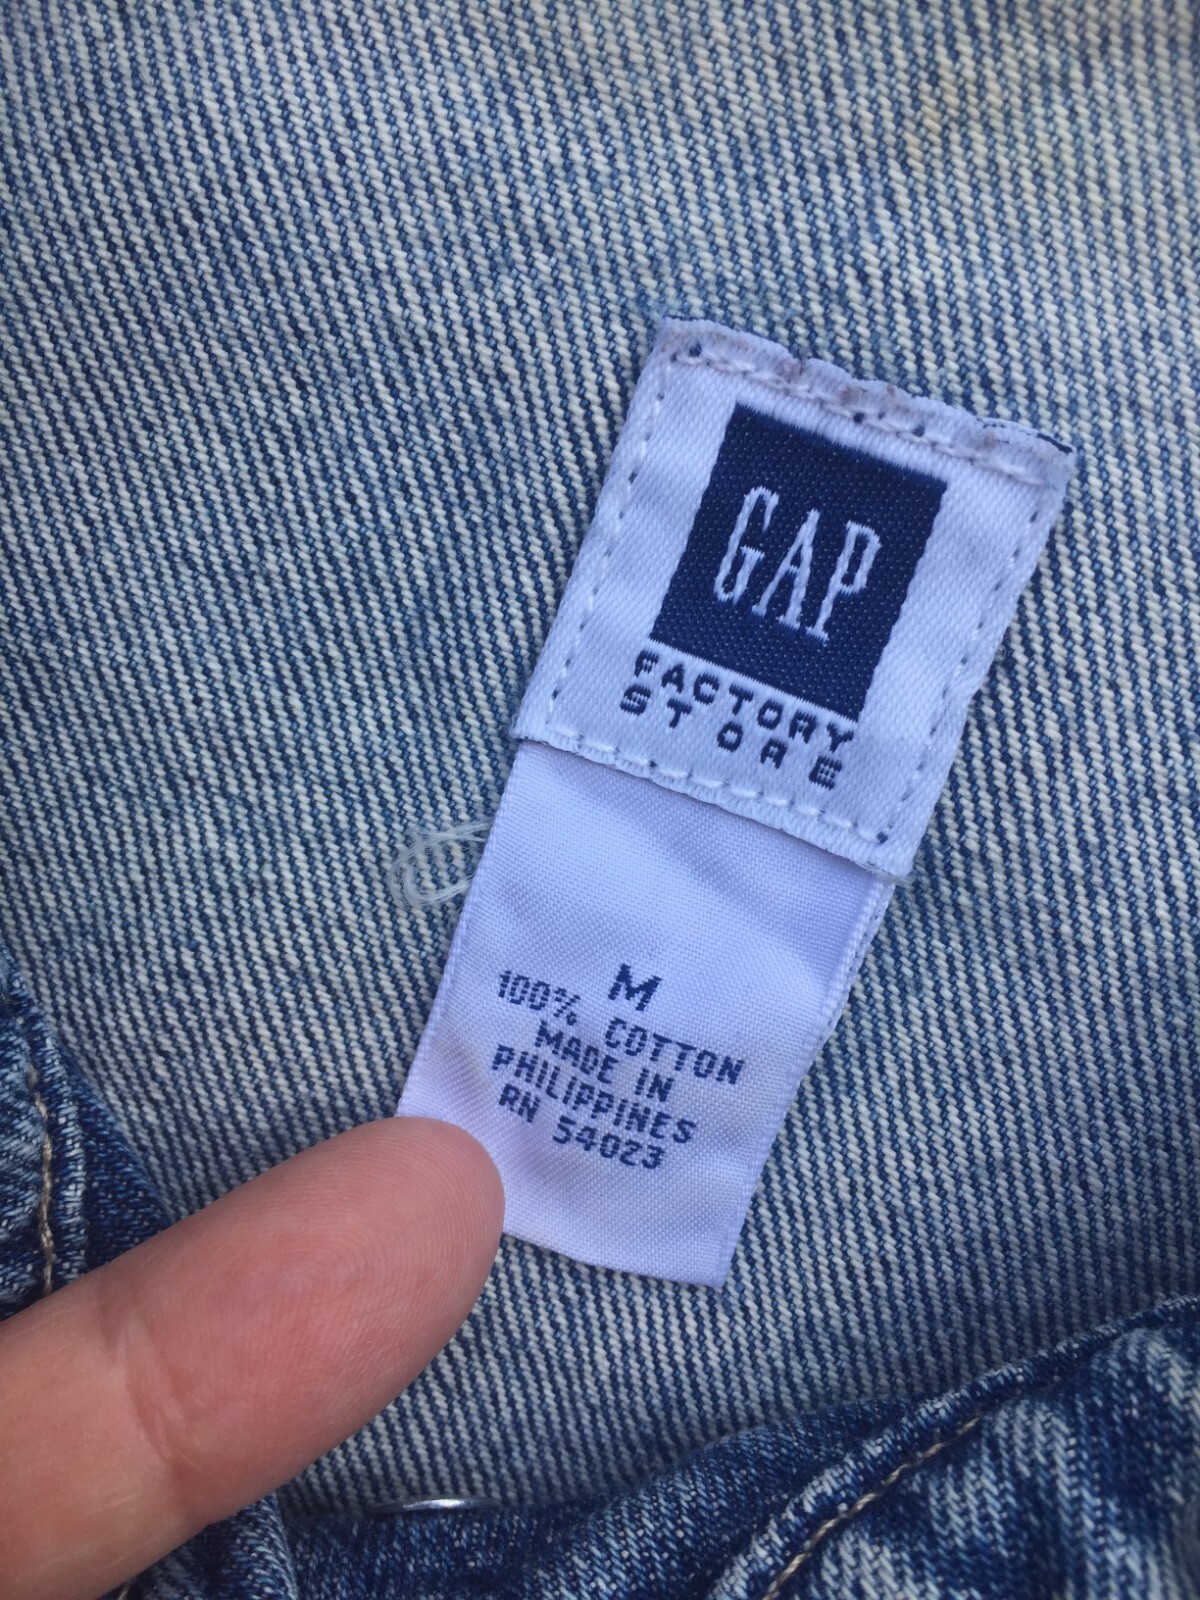 GAP
FACTORY
STORE
M
100% COTTON
MADE IN
PHILIPPINES
RN 54023